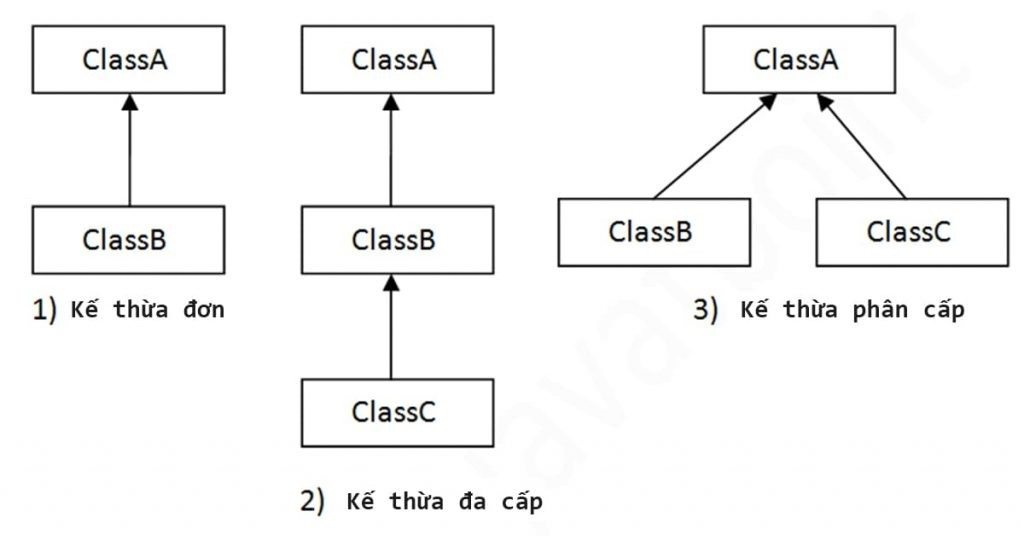 ClassA
ClassB
1) Kế thừa đơn
ClassA
ClassB
ClassC
2) Kế thừa đa cấp
ClassA
ClassB
ClassC
3) Kế thừa phân cấp